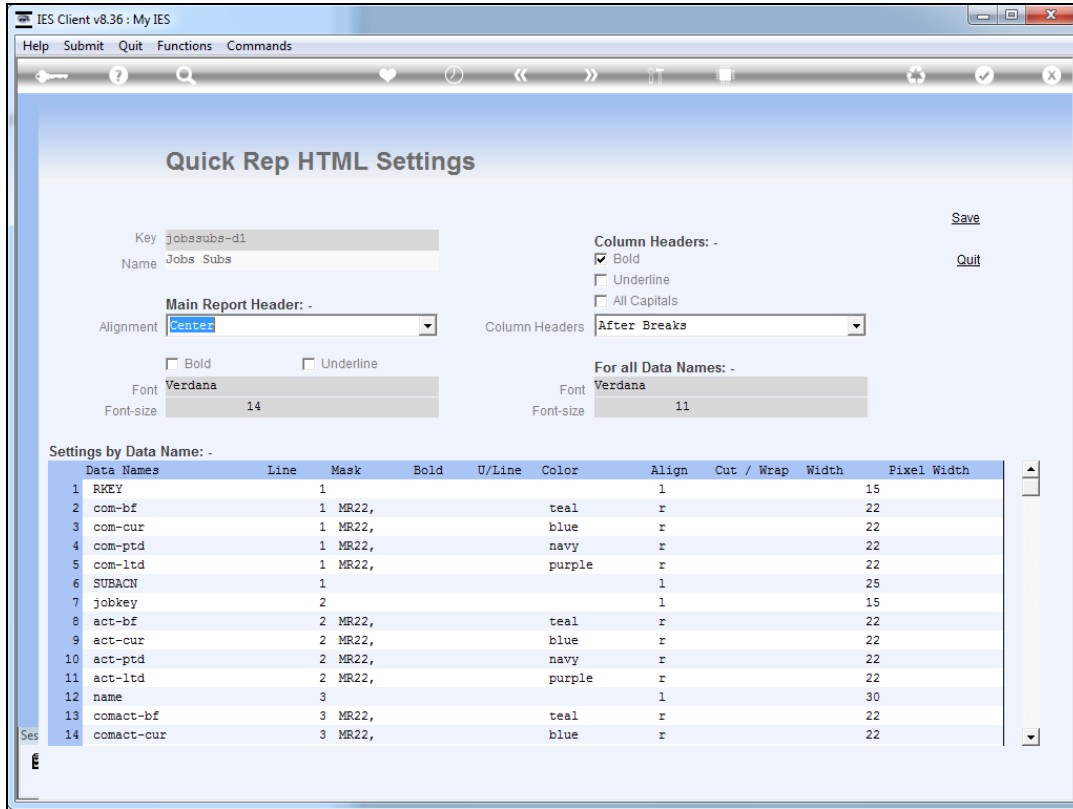 IES Client v8.36 : My IES
Help Submit Quit Functions Commands
Quick Rep HTML Settings
Save
Key jobssubs-d1
Column Headers: -
Name Jobs Subs
Bold
Quit
Underline
Main Report Header: -
All Capitals
Alignment Center
Column Headers After Breaks
Bold Underline
For all Data Names: -
Font Verdana
Font Verdana
Font-size 14
Font-size 11
Settings by Data Name: -
Data Names Line Mask Bold U/Line Color Align Cut / Wrap Width Pixel Width
1 RKEY 1 l 15
2 com-bf 1 MR22, teal r 22
3 com-cur 1 MR22, blue r 22
4 com-ptd 1 MR22, navy r 22
5 com-ltd 1 MR22, purple r 22
6 SUBACN 1 l 25
7 jobkey 2 l 15
8 act-bf 2 MR22, teal r 22
9 act-cur 2 MR22, blue r 22
10 act-ptd 2 MR22, navy r 22
11 act-ltd 2 MR22, purple r 22
12 name 3 l 30
13 comact-bf 3 MR22, teal r 22
14 comact-cur 3 MR22, blue r 22
Ses